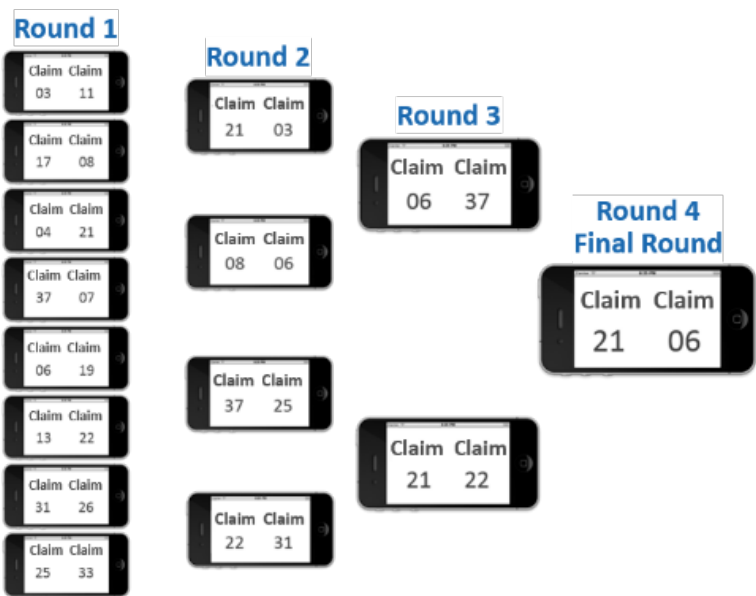 Round 1
Claim Claim
03 11
Claim Claim
17 08
Claim Claim
04 21
Claim Claim
37 07
Claim Claim
06 19
Claim Claim
13 22
Claim Claim
31 26
Claim Claim
25 33
Round 2
Claim Claim
21 03
Claim Claim
08 06
Claim Claim
37 25
Claim Claim
22 31
Round 3
Claim Claim
06 37
Claim Claim
21 22
Round 4
Final Round
Claim Claim
21 06